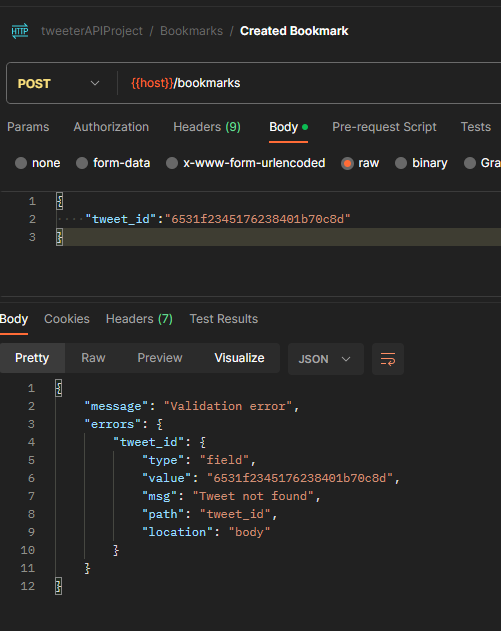 HTTP tweeterAPIProject / Bookmarks / Created Bookmark
POST {{host}}/bookmarks
Params Authorization Headers (9) Body Pre-request Script Tests
none form-data x-www-form-urlencoded raw binary Gra
1 {
2 ····"tweet_id":"6531f2345176238401b70c8d"
3 }
Body Cookies Headers (7) Test Results
Pretty Raw Preview Visualize JSON
1 {
2 "message": "Validation error",
3 "errors": {
4 "tweet_id": {
5 "type": "field",
6 "value": "6531f2345176238401b70c8d",
7 "msg": "Tweet not found",
8 "path": "tweet_id",
9 "location": "body"
10 }
11 }
12 }